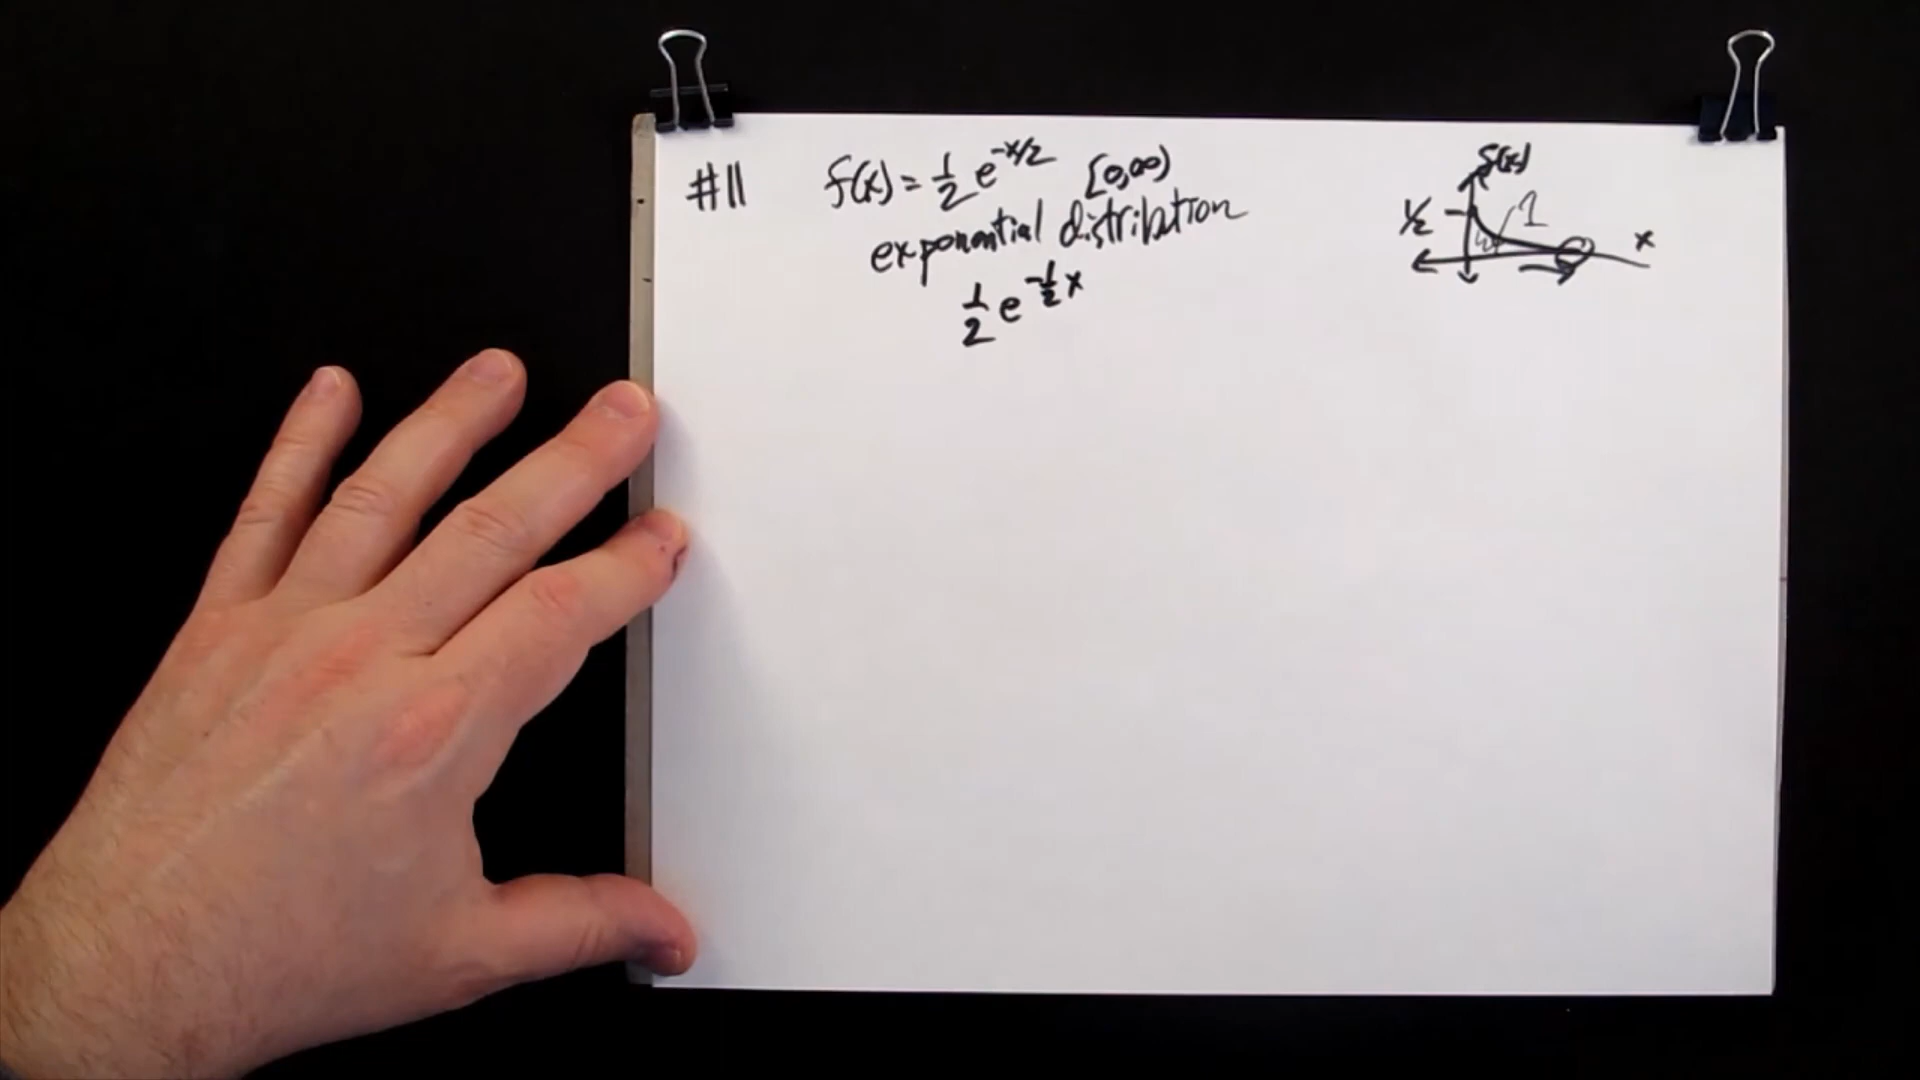 #11 f(x) = 1/2 e^{-x/2} [0,∞)
exponential distribution
1/2 e^{-1/2 x}
f(x)
1/2 1
x